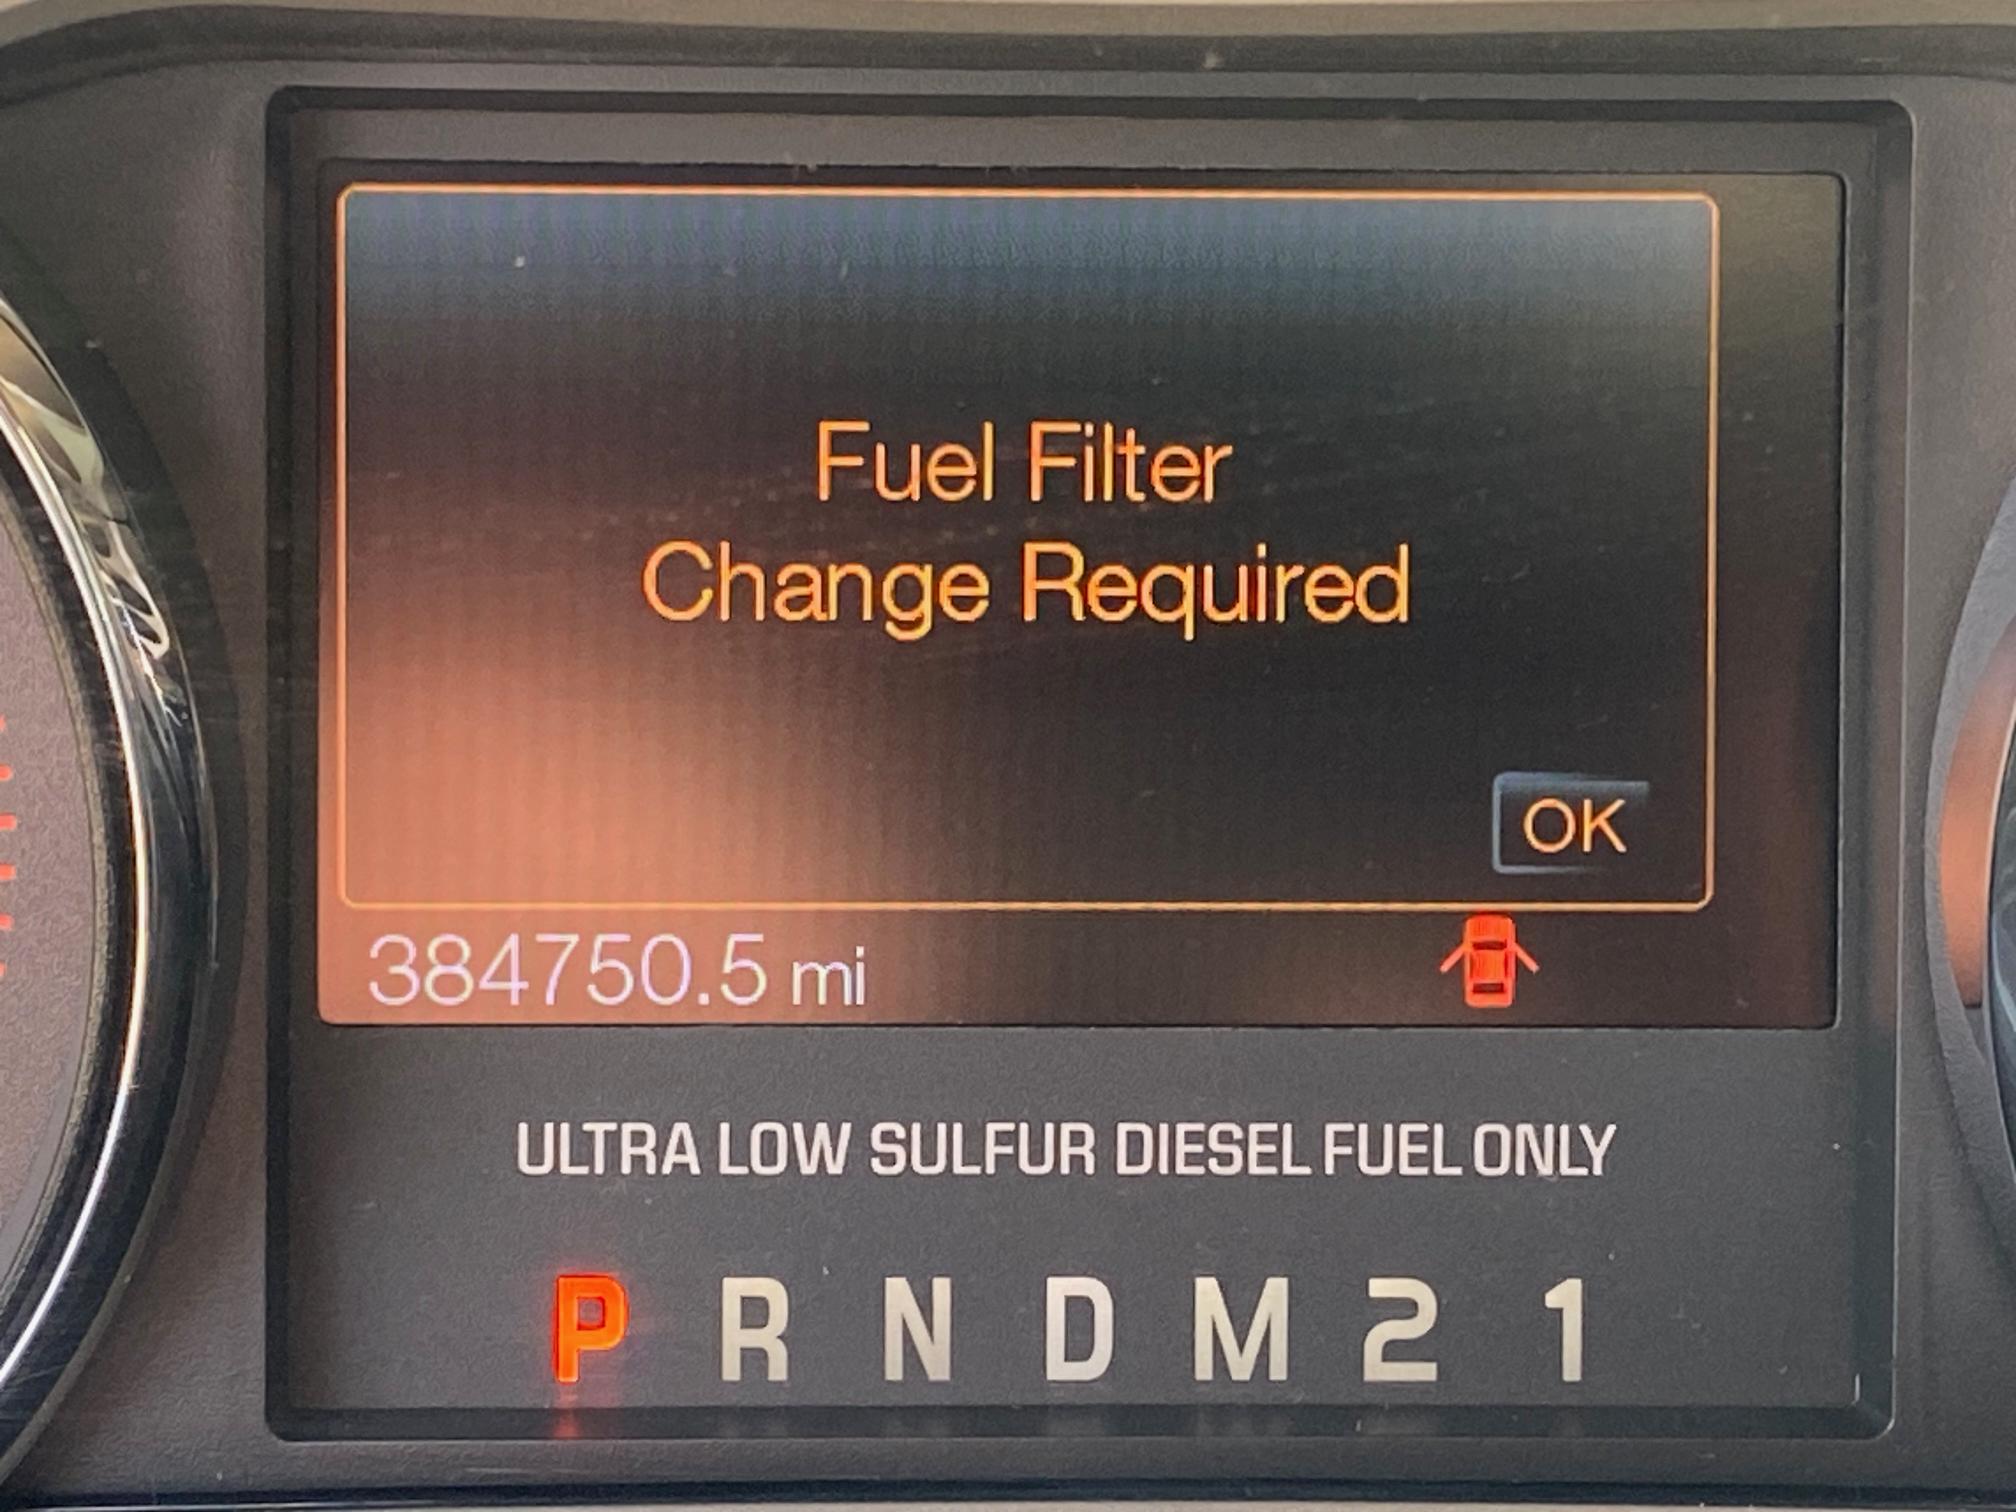 Fuel Filter
Change Required
OK
384750.5 mi
ULTRA LOW SULFUR DIESEL FUEL ONLY
P R N D M 2 1